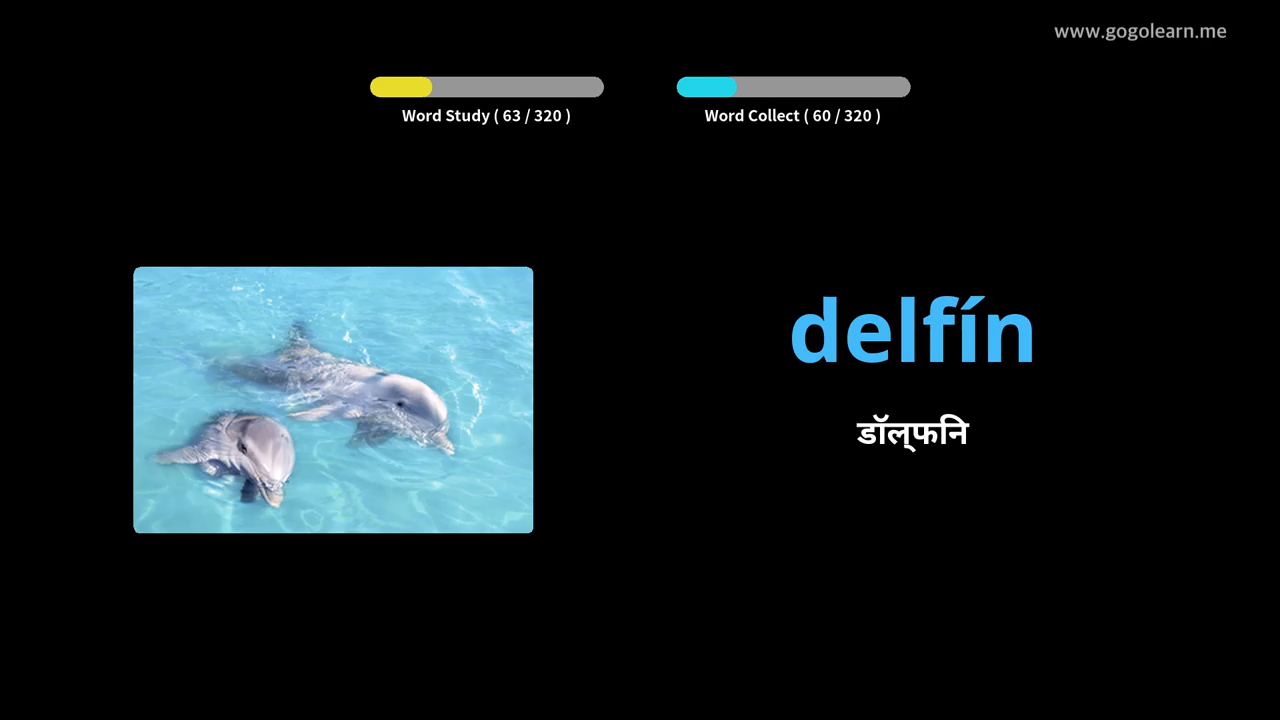 www.gogolearn.me
Word Study ( 63 / 320 )
Word Collect ( 60 / 320 )
delfín
डॉल्फनि